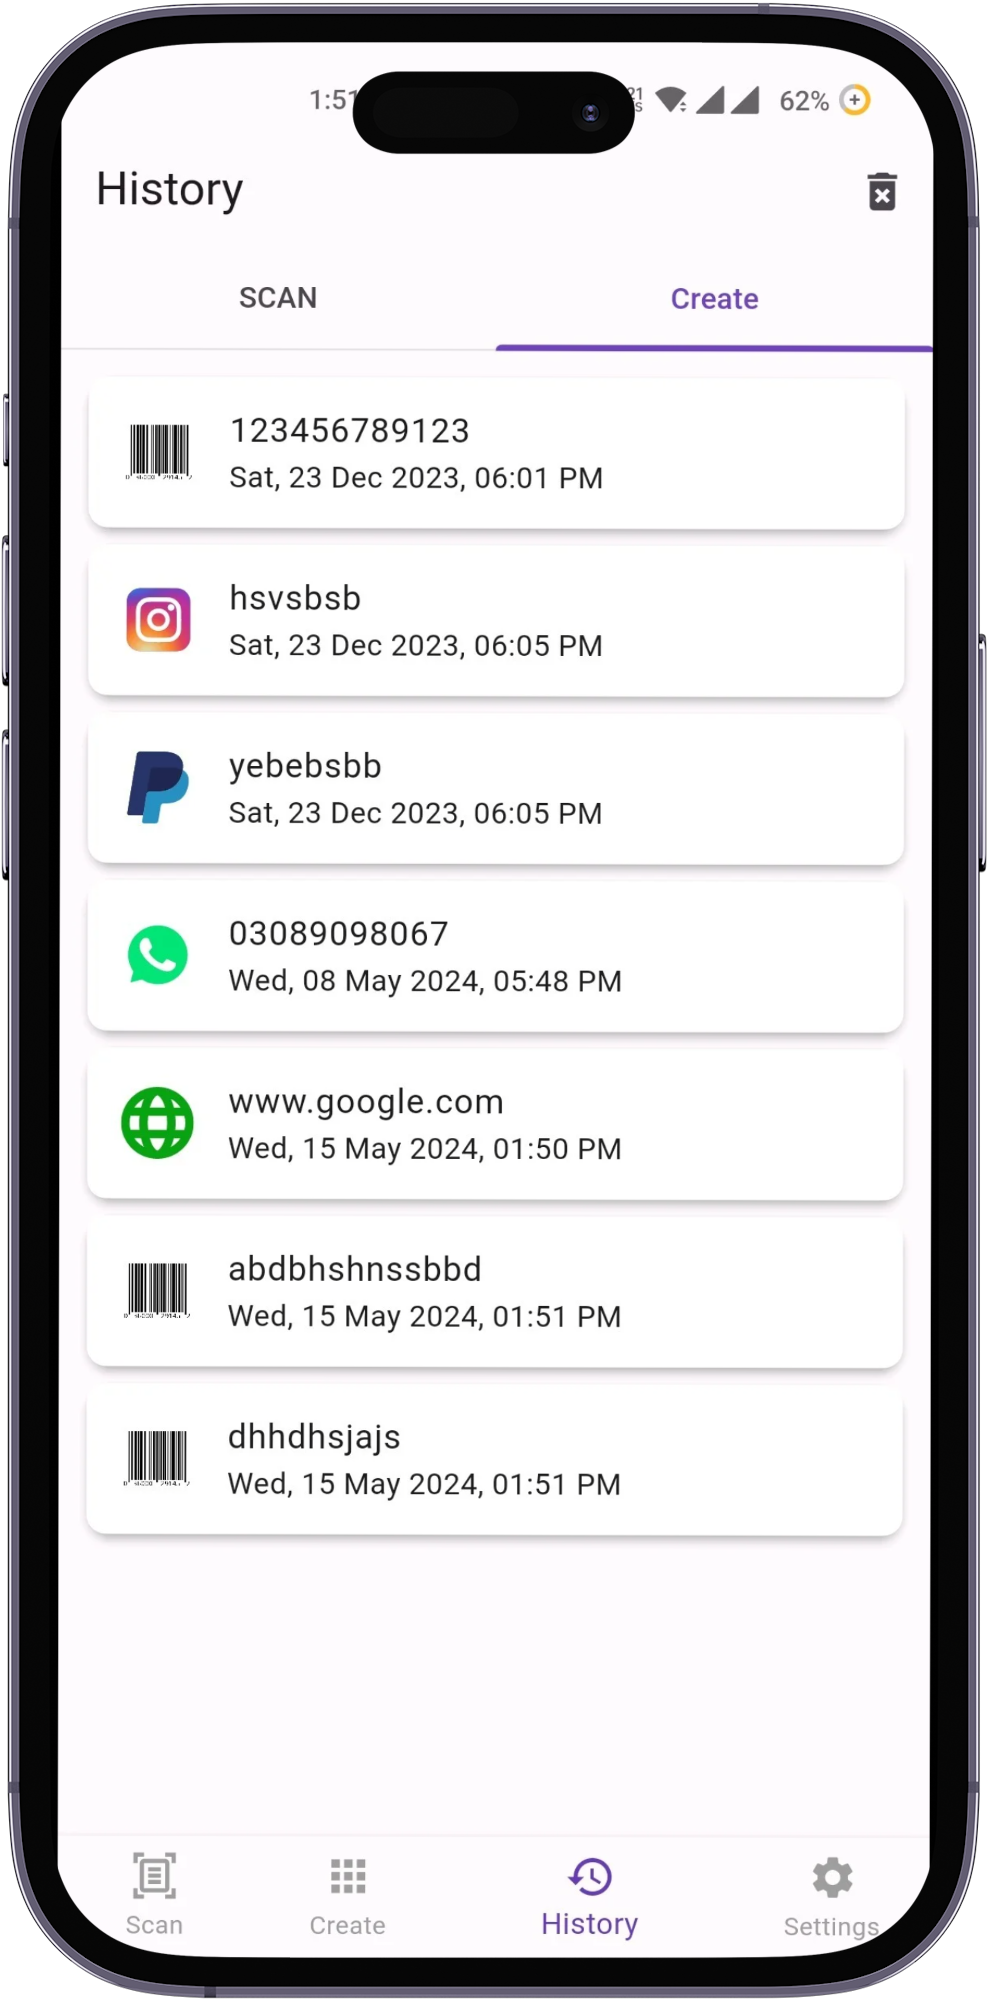 1:51
62%
History
SCAN
Create
123456789123
Sat, 23 Dec 2023, 06:01 PM
hsvsbsb
Sat, 23 Dec 2023, 06:05 PM
yebebsbb
Sat, 23 Dec 2023, 06:05 PM
03089098067
Wed, 08 May 2024, 05:48 PM
www.google.com
Wed, 15 May 2024, 01:50 PM
abdbhshnssbbd
Wed, 15 May 2024, 01:51 PM
dhhdhsjajs
Wed, 15 May 2024, 01:51 PM
Scan
Create
History
Settings